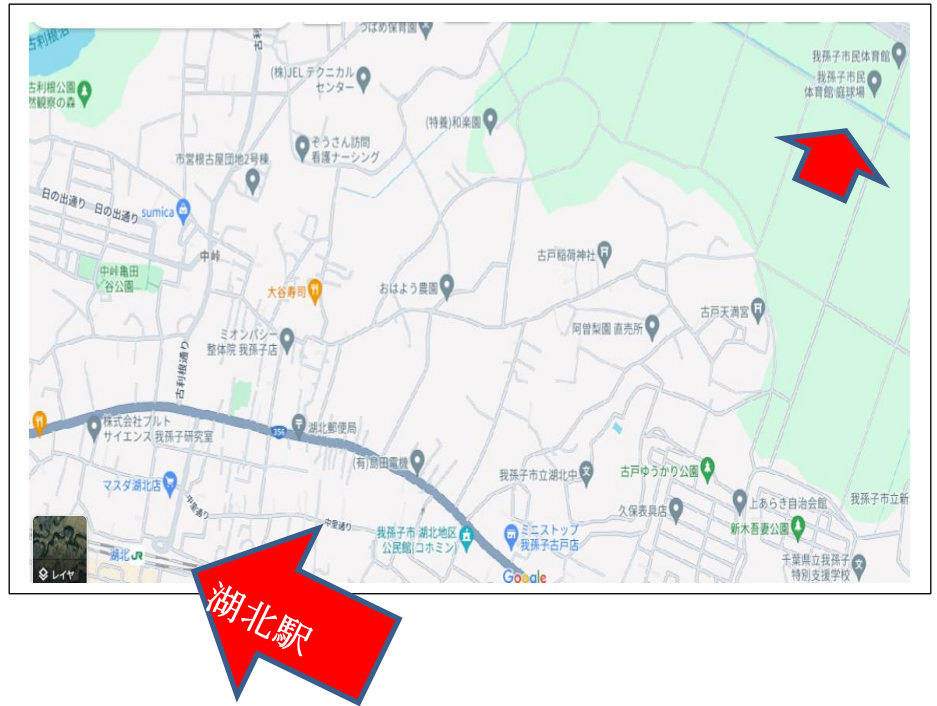 つばめ保育園
古利根沼
古利
我孫子市民体育館
(株)JEL テクニカル
センター
我孫子市民
体育館 庭球場
古利根公園
然観察の森
(特養)和楽園
ぞうさん訪問
看護ナーシング
市営根古屋団地2号棟
日の出通り 日の出通り
sumica
中峠
古戸稲荷神社
中峠亀田
谷公園
大谷寿司
おはよう農園
古戸天満宮
阿曽梨園 直売所
ミオンパシー
整体院 我孫子店
古利根通り
株式会社プルト
サイエンス 我孫子研究室
356
湖北郵便局
(有)島田電機
我孫子市立湖北中
古戸ゆうかり公園
マスダ湖北店
中里通り
中里通り
久保表具店
上あらき自治会館
我孫子市立新
我孫子市 湖北地区
公民館(コホミン)
ミニストップ
我孫子古戸店
新木吾妻公園
湖北 JR
千葉県立我孫子
特別支援学校
レイヤ
Google
湖北駅